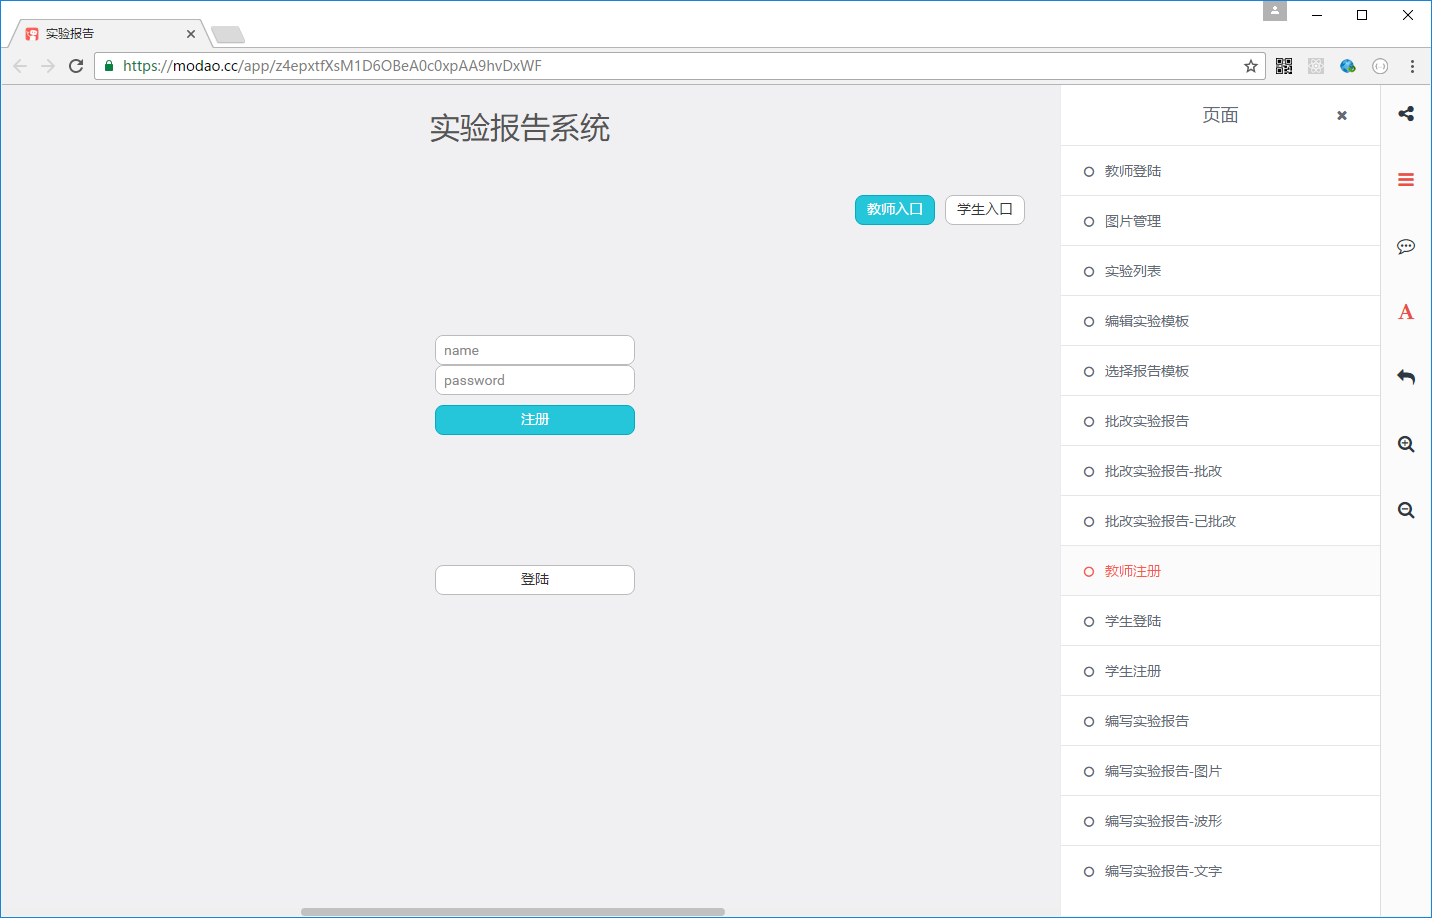 实验报告
https://modao.cc/app/z4epxtfXsM1D6OBeA0c0xpAA9hvDxWF
实验报告系统
教师入口
学生入口
name
password
注册
登陆
页面
教师登陆
图片管理
实验列表
编辑实验模板
选择报告模板
批改实验报告
批改实验报告-批改
批改实验报告-已批改
教师注册
学生登陆
学生注册
编写实验报告
编写实验报告-图片
编写实验报告-波形
编写实验报告-文字
A